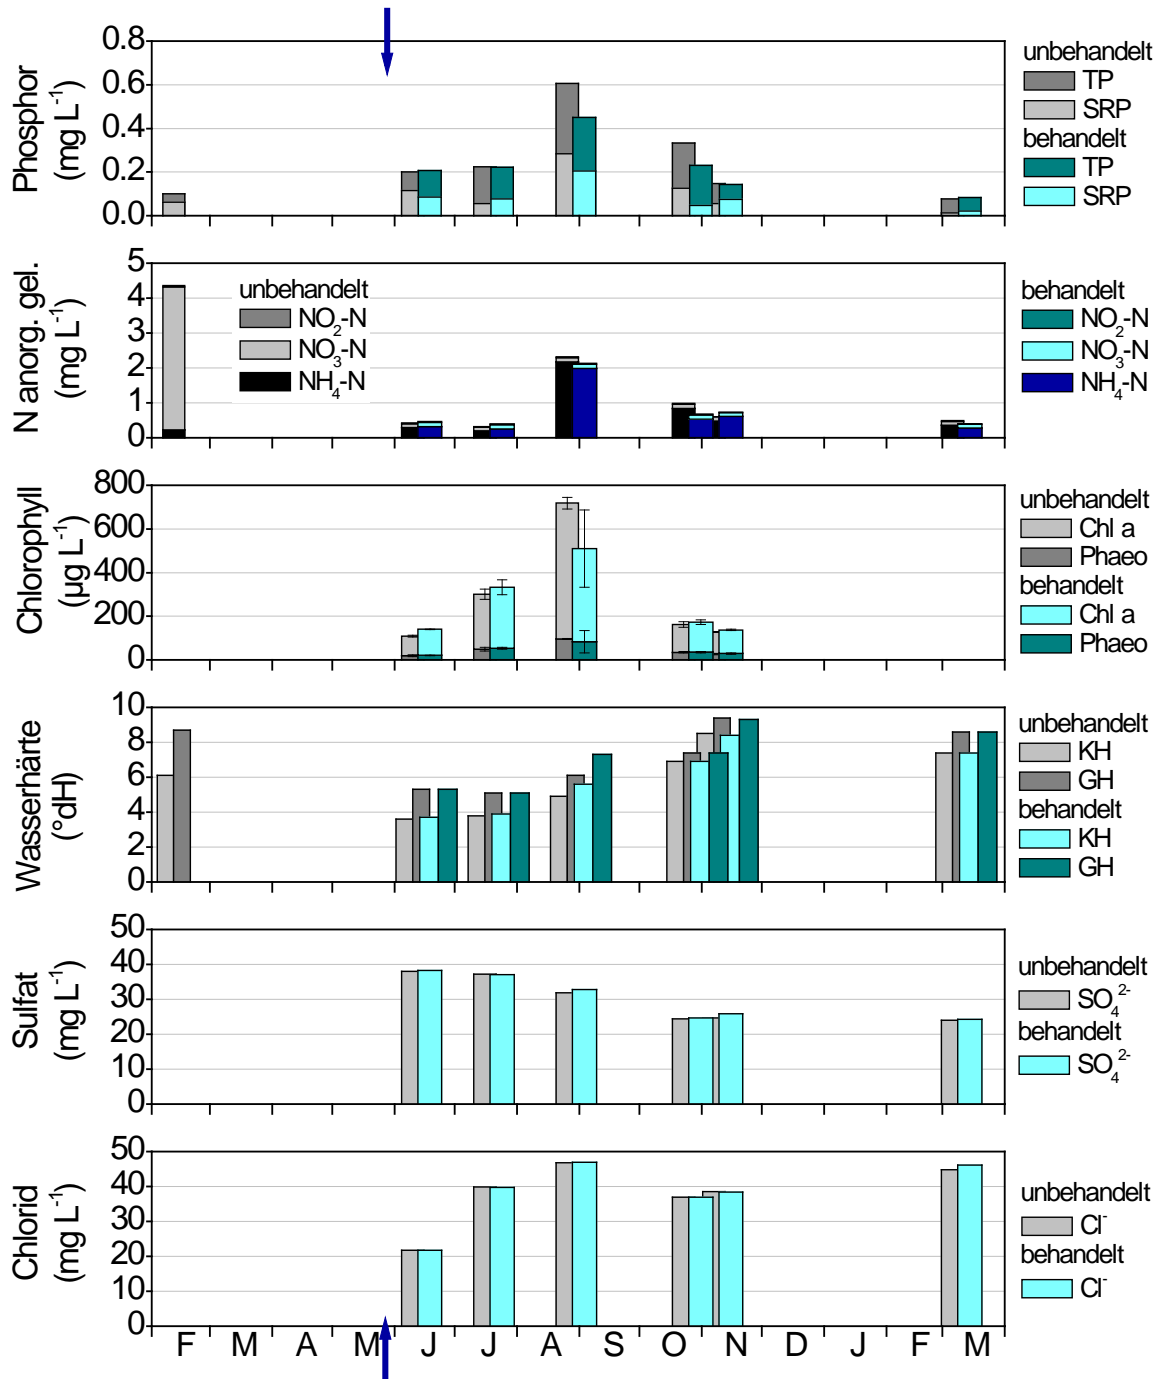 Phosphor
(mg L⁻¹)
0.8
0.6
0.4
0.2
0.0
unbehandelt
TP
SRP
behandelt
TP
SRP
N anorg. gel.
(mg L⁻¹)
5
4
3
2
1
0
unbehandelt
NO₂-N
NO₃-N
NH₄-N
behandelt
NO₂-N
NO₃-N
NH₄-N
Chlorophyll
(µg L⁻¹)
800
600
400
200
0
unbehandelt
Chl a
Phaeo
behandelt
Chl a
Phaeo
Wasserhärte
(°dH)
10
8
6
4
2
0
unbehandelt
KH
GH
behandelt
KH
GH
Sulfat
(mg L⁻¹)
50
40
30
20
10
0
unbehandelt
SO₄²⁻
behandelt
SO₄²⁻
Chlorid
(mg L⁻¹)
50
40
30
20
10
0
unbehandelt
Cl⁻
behandelt
Cl⁻
F M A M J J A S O N D J F M